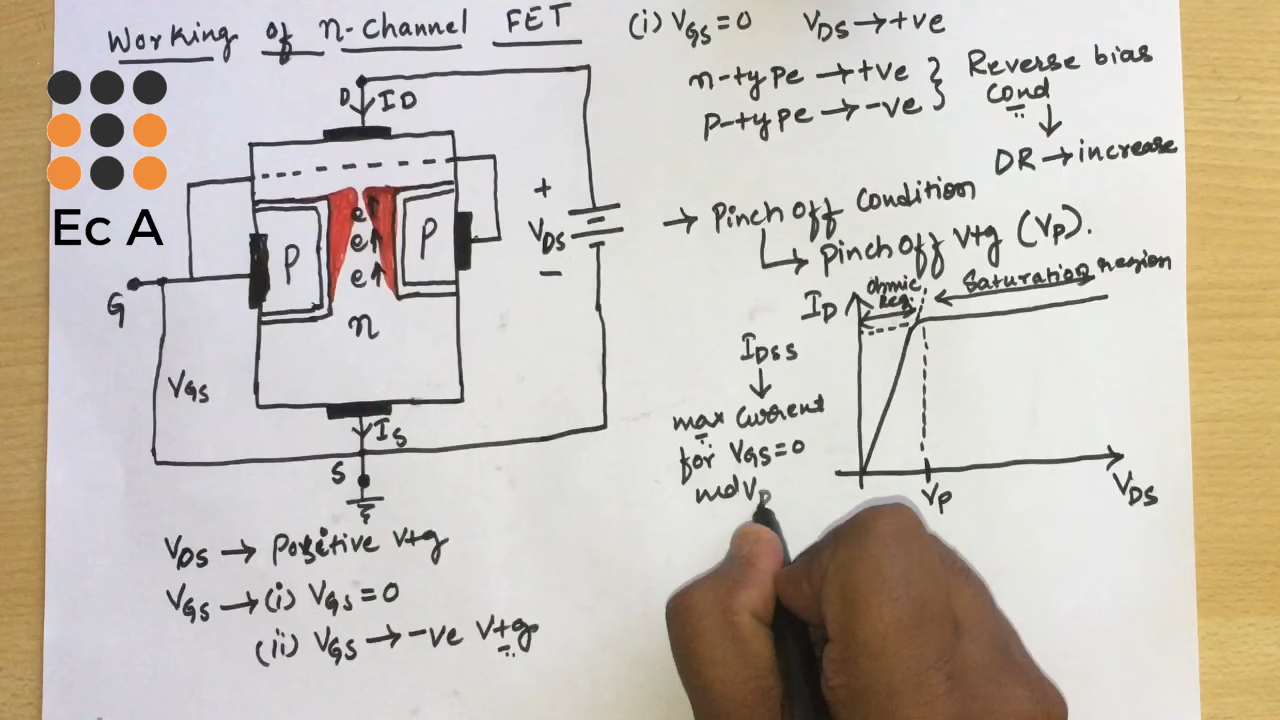 Working of n-Channel FET
(i) VGS=0 VDS→+ve
n-type →+ve } Reverse bias
p-type →-ve } Cond
DR→increase
→ Pinch off Condition
→ Pinch off Vtg (VP).
Ec A
D ID
+
VDS
-
P
P
e
e
e
n
G
VGS
IS
S
ID
ohmic
Reg.
Saturation region
VP
VDS
IDSS
max Current
for VGS=0
and VP
VDS → Positive Vtg
VGS →(i) VGS=0
(ii) VGS →-ve Vtg